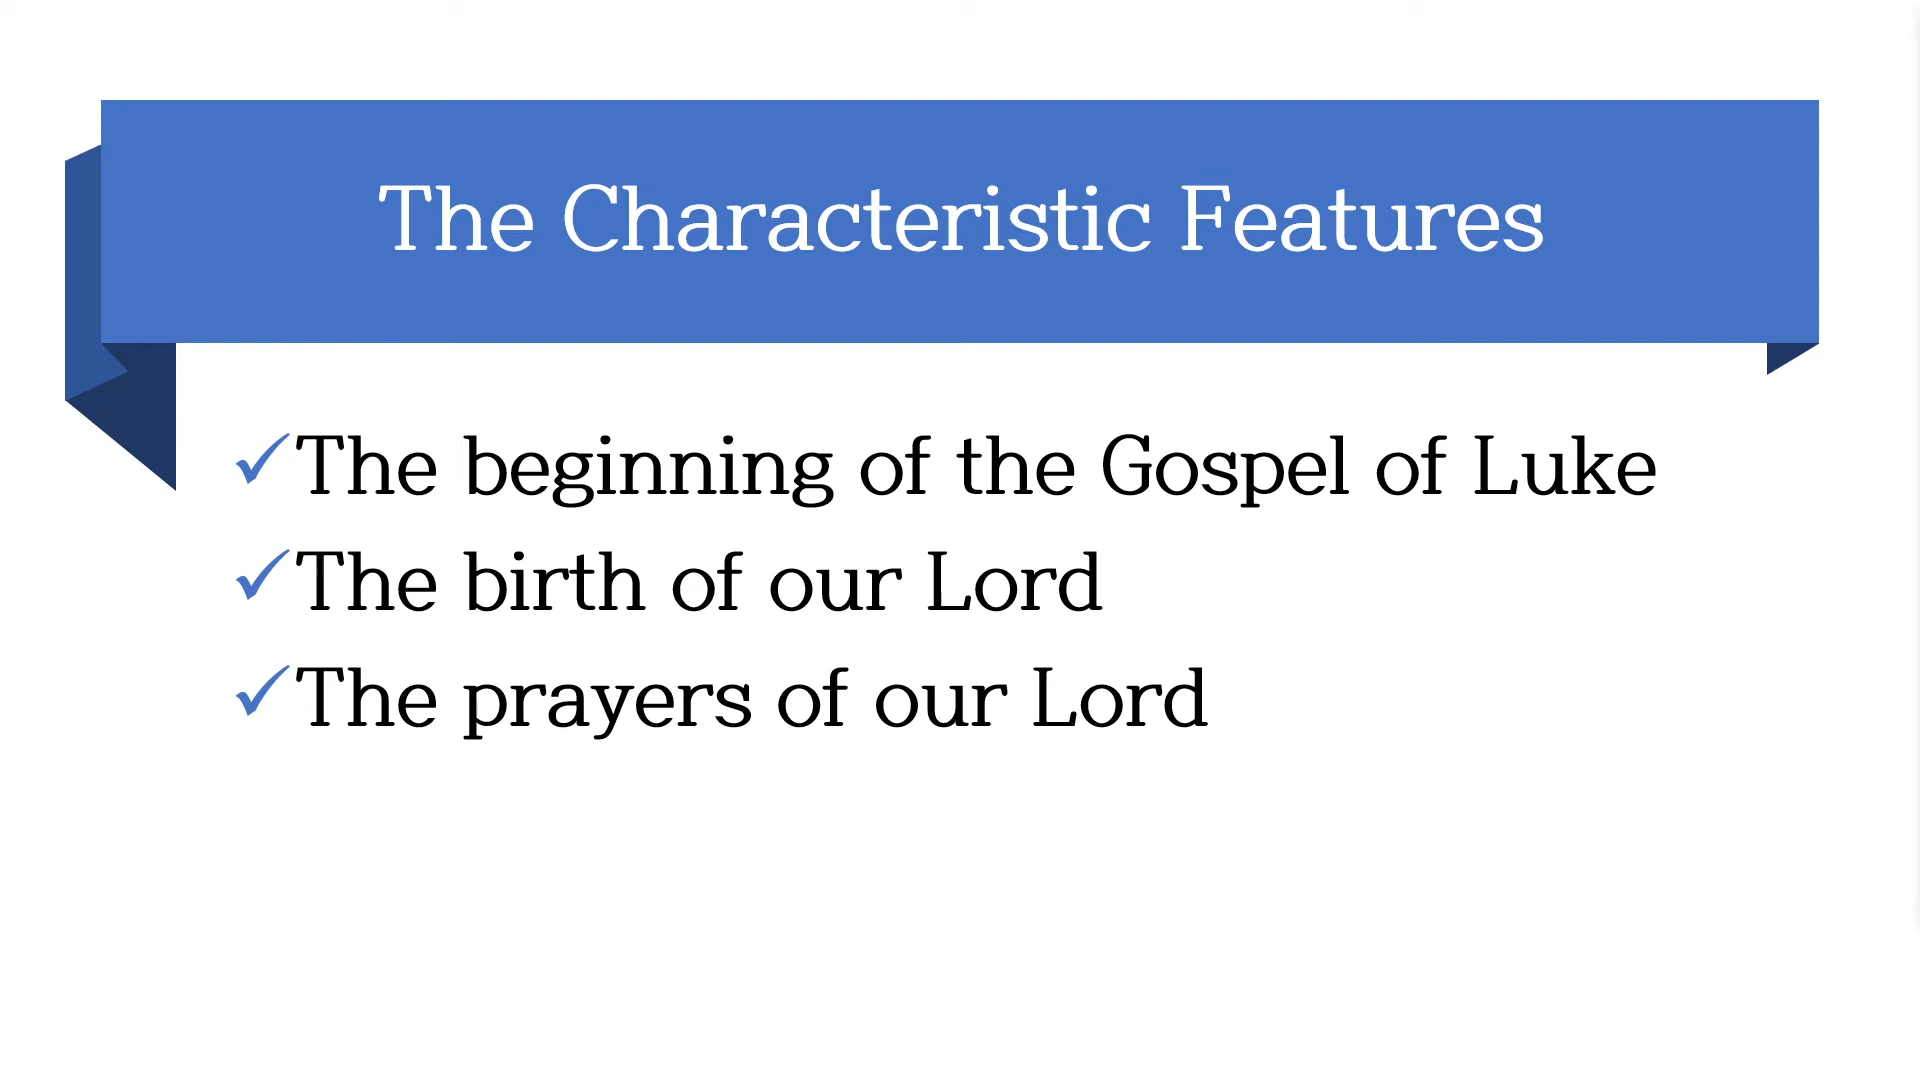 The Characteristic Features
✓The beginning of the Gospel of Luke
✓The birth of our Lord
✓The prayers of our Lord